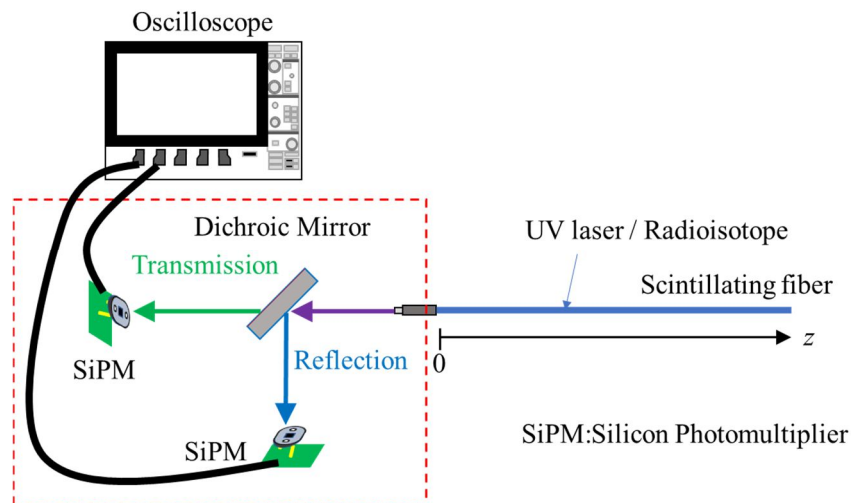 Oscilloscope
Dichroic Mirror
Transmission
UV laser / Radioisotope
Scintillating fiber
SiPM
Reflection
0
z
SiPM
SiPM:Silicon Photomultiplier